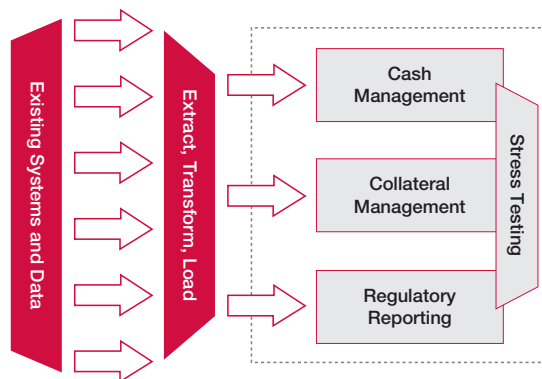 Existing Systems and Data
Extract, Transform, Load
Cash
Management
Collateral
Management
Regulatory
Reporting
Stress Testing